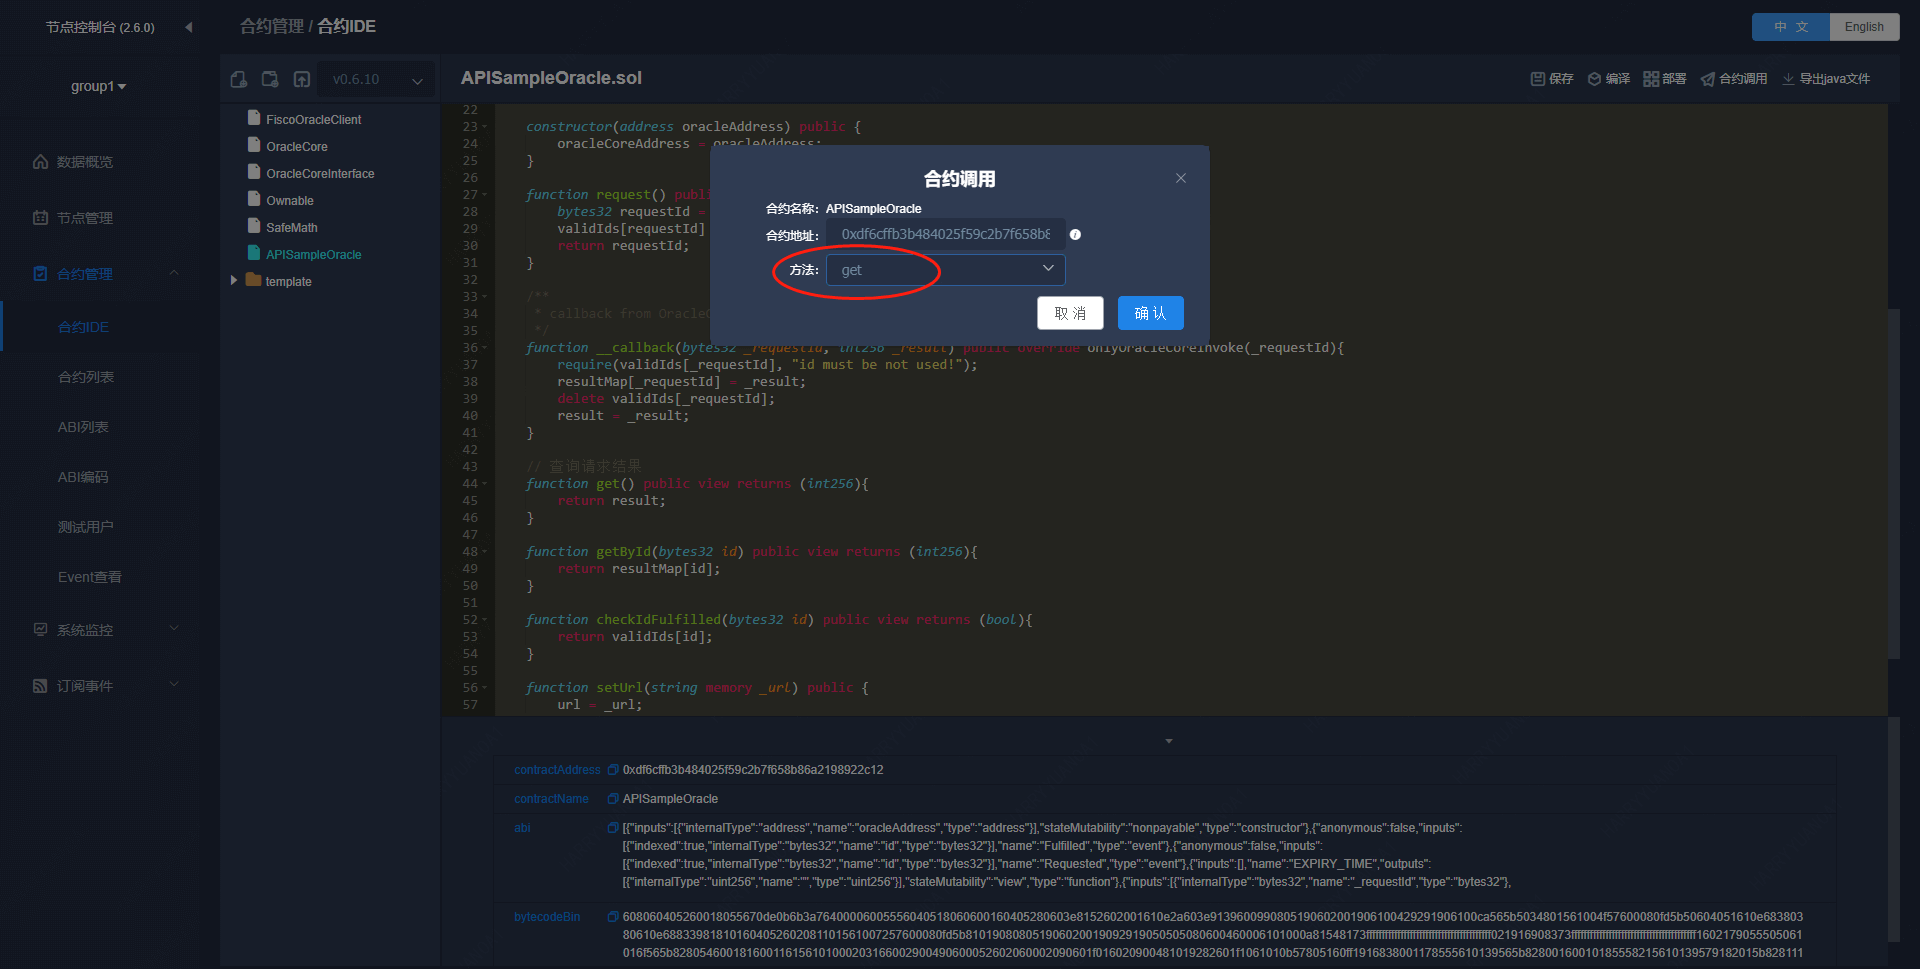 节点控制台 (2.6.0)
合约管理 / 合约IDE
中 文
English
group1
v0.6.10
APISampleOracle.sol
保存
编译
部署
合约调用
导出java文件
数据概览
节点管理
合约管理
合约IDE
合约列表
ABI列表
ABI编码
测试用户
Event查看
系统监控
订阅事件
FiscoOracleClient
OracleCore
OracleCoreInterface
Ownable
SafeMath
APISampleOracle
template
22
23 constructor(address oracleAddress) public {
24 oracleCoreAddress = oracleAddress;
25 }
26
27 function request() publi
28 bytes32 requestId =
29 validIds[requestId]
30 return requestId;
31 }
32
33 /**
34 * callback from OracleC
35 */
36 function __callback(bytes32 _requestId, int256 _result) public override onlyOracleCoreInvoke(_requestId){
37 require(validIds[_requestId], "id must be not used!");
38 resultMap[_requestId] = _result;
39 delete validIds[_requestId];
40 result = _result;
41 }
42
43 // 查询请求结果
44 function get() public view returns (int256){
45 return result;
46 }
47
48 function getById(bytes32 id) public view returns (int256){
49 return resultMap[id];
50 }
51
52 function checkIdFulfilled(bytes32 id) public view returns (bool){
53 return validIds[id];
54 }
55
56 function setUrl(string memory _url) public {
57 url = _url;
合约调用
合约名称: APISampleOracle
合约地址: 0xdf6cffb3b484025f59c2b7f658b8
方法: get
取 消
确 认
contractAddress 0xdf6cffb3b484025f59c2b7f658b86a2198922c12
contractName APISampleOracle
abi [{"inputs":[{"internalType":"address","name":"oracleAddress","type":"address"}],"stateMutability":"nonpayable","type":"constructor"},{"anonymous":false,"inputs":
[{"indexed":true,"internalType":"bytes32","name":"id","type":"bytes32"}],"name":"Fulfilled","type":"event"},{"anonymous":false,"inputs":
[{"indexed":true,"internalType":"bytes32","name":"id","type":"bytes32"}],"name":"Requested","type":"event"},{"inputs":[],"name":"EXPIRY_TIME","outputs":
[{"internalType":"uint256","name":"","type":"uint256"}],"stateMutability":"view","type":"function"},{"inputs":[{"internalType":"bytes32","name":"_requestId","type":"bytes32"},
bytecodeBin